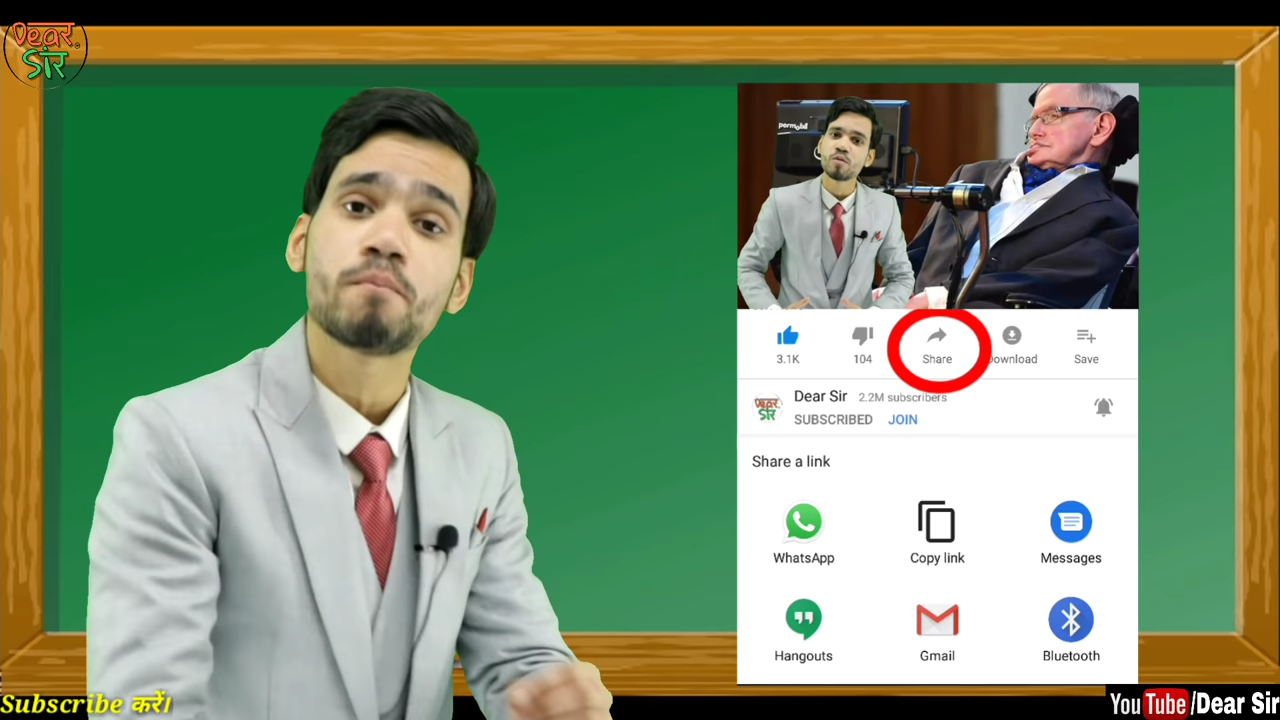 Dear
सर
permobil
3.1K
104
Share
Download
Save
Dear Sir 2.2M subscribers
SUBSCRIBED JOIN
Share a link
WhatsApp
Copy link
Messages
Hangouts
Gmail
Bluetooth
Subscribe करें।
YouTube/Dear Sir